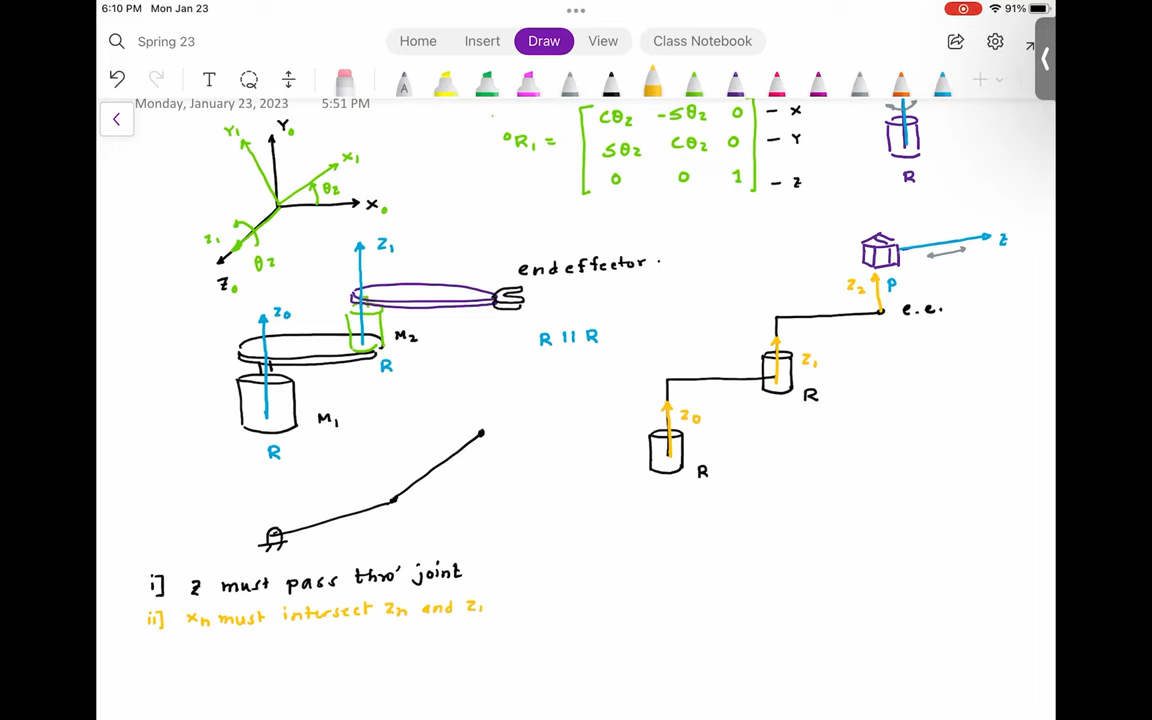 6:10 PM Mon Jan 23
91%
Spring 23
Home Insert Draw View Class Notebook
T
A
Monday, January 23, 2023 5:51 PM
Y1
Y0
X1
θ2
X0
Z1
θ2
Z0
⁰R₁ =
cθ2 -sθ2 0 - X
sθ2 cθ2 0 - Y
0 0 1 - Z
R
Z
Z2 P
e.e.
Z1
R
Z0
R
Z1
end effector.
Z0
M2
R
R 11 R
M1
R
i] Z must pass thro' joint
ii] xn must intersect Zn and Z1